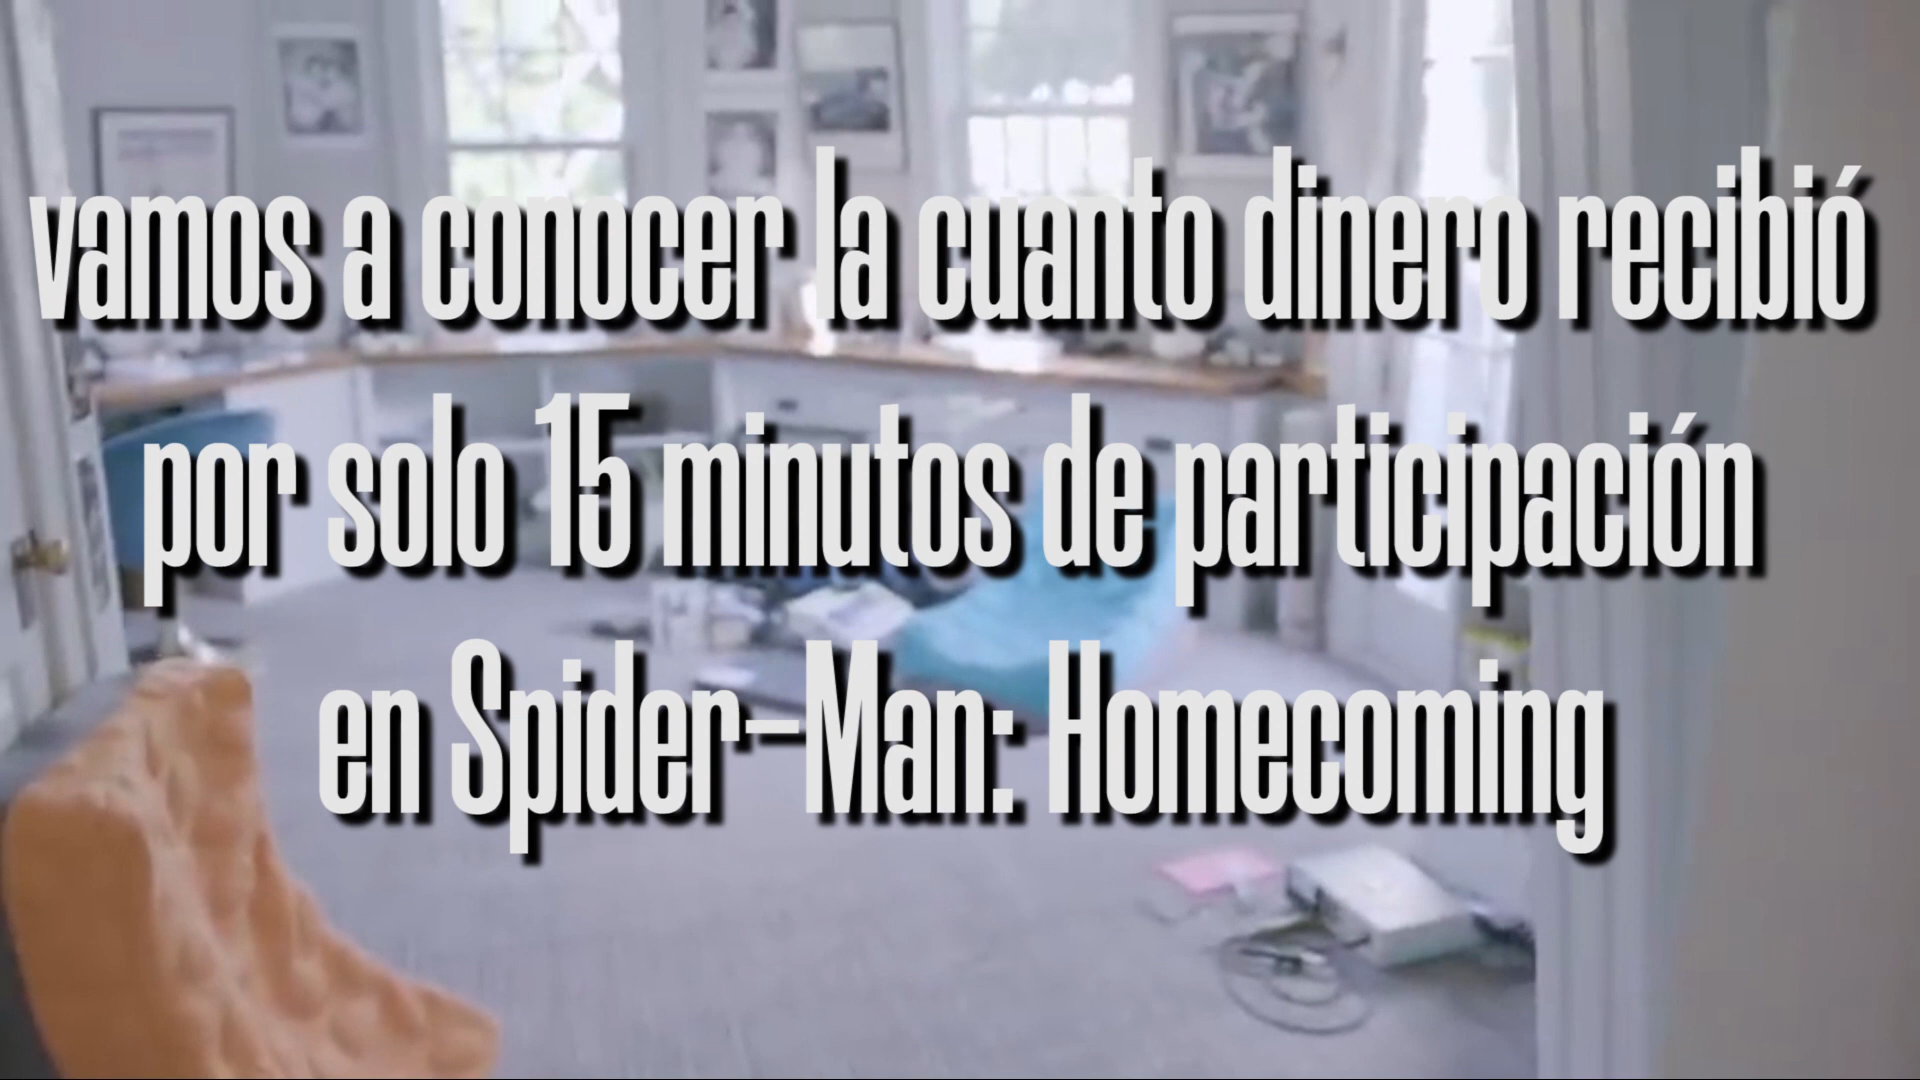 vamos a conocer la cuanto dinero recibió
por solo 15 minutos de participación
en Spider-Man: Homecoming